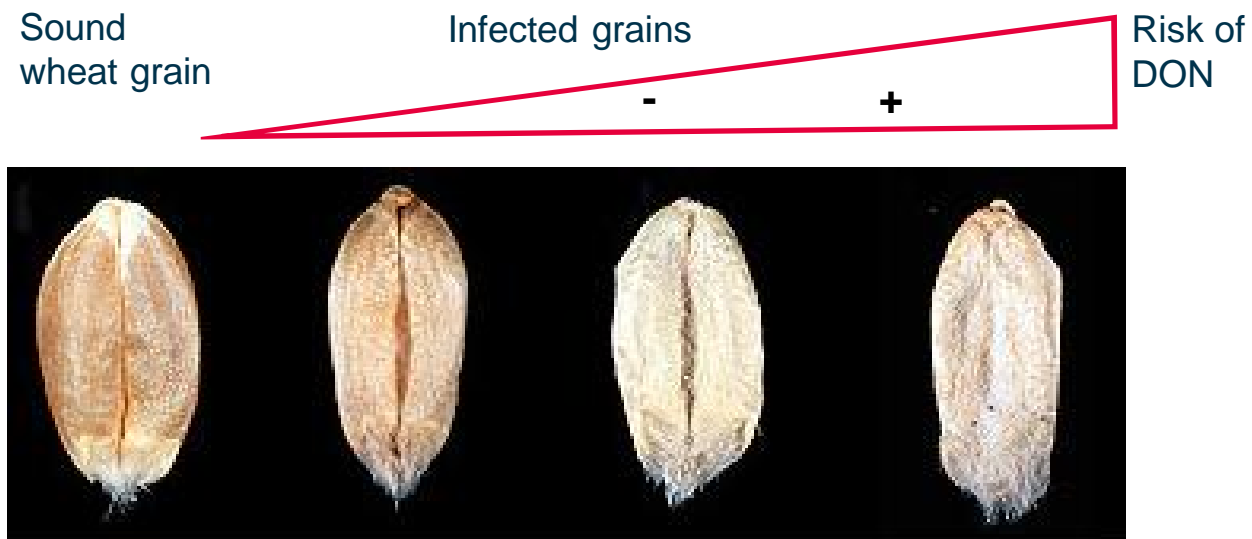 Sound
wheat grain
Infected grains
Risk of
DON
-
+